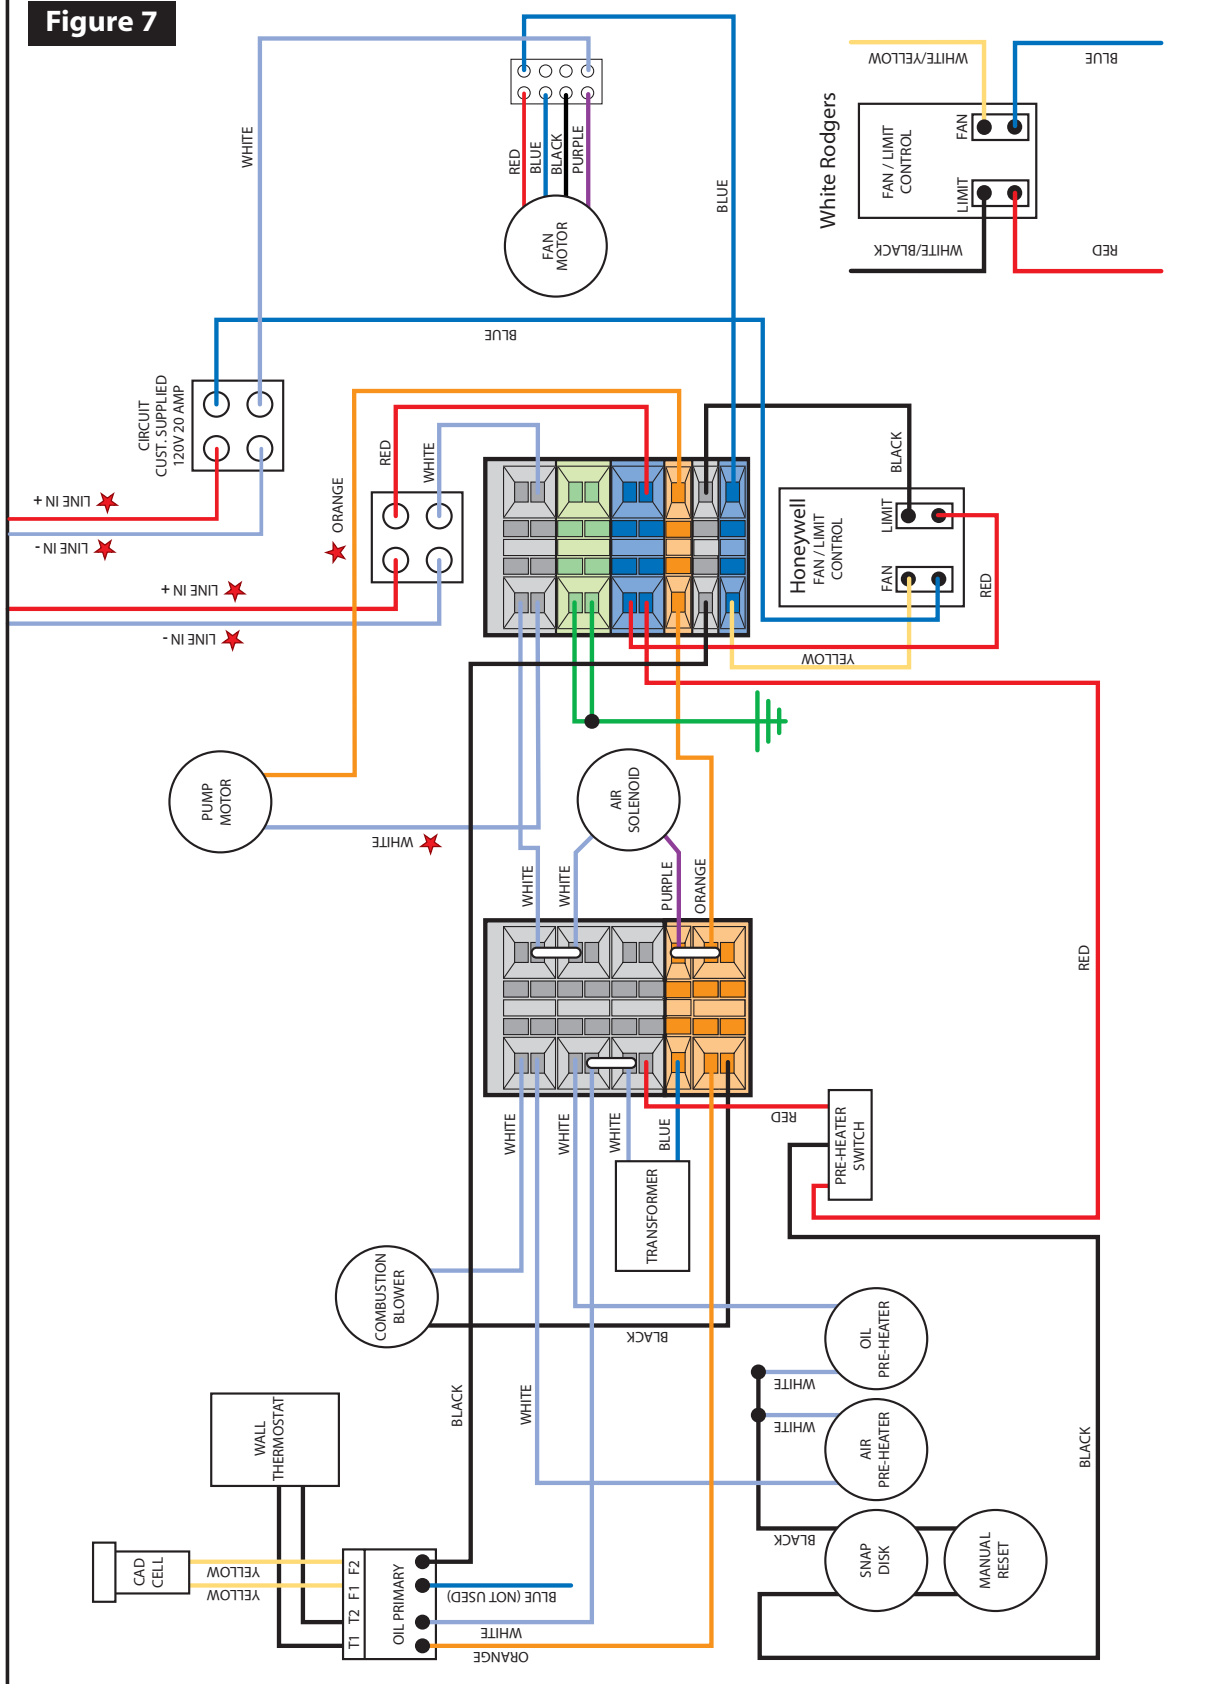 Figure 7
WHITE
BLUE
RED
BLUE
BLACK
PURPLE
FAN
MOTOR
White Rodgers
WHITE/YELLOW
BLUE
FAN / LIMIT
CONTROL
FAN
LIMIT
WHITE/BLACK
RED
BLUE
CIRCUIT
CUST. SUPPLIED
120V 20 AMP
LINE IN +
LINE IN -
LINE IN +
LINE IN -
ORANGE
RED
WHITE
BLACK
Honeywell
FAN / LIMIT
CONTROL
LIMIT
FAN
RED
YELLOW
PUMP
MOTOR
WHITE
AIR
SOLENOID
WHITE
WHITE
PURPLE
ORANGE
RED
WHITE
WHITE
WHITE
BLUE
RED
PRE-HEATER
SWITCH
TRANSFORMER
COMBUSTION
BLOWER
BLACK
OIL
PRE-HEATER
WHITE
WHITE
AIR
PRE-HEATER
BLACK
WALL
THERMOSTAT
BLACK
WHITE
CAD
CELL
YELLOW
YELLOW
T1
T2
F1
F2
OIL PRIMARY
BLUE (NOT USED)
WHITE
ORANGE
BLACK
SNAP
DISK
MANUAL
RESET